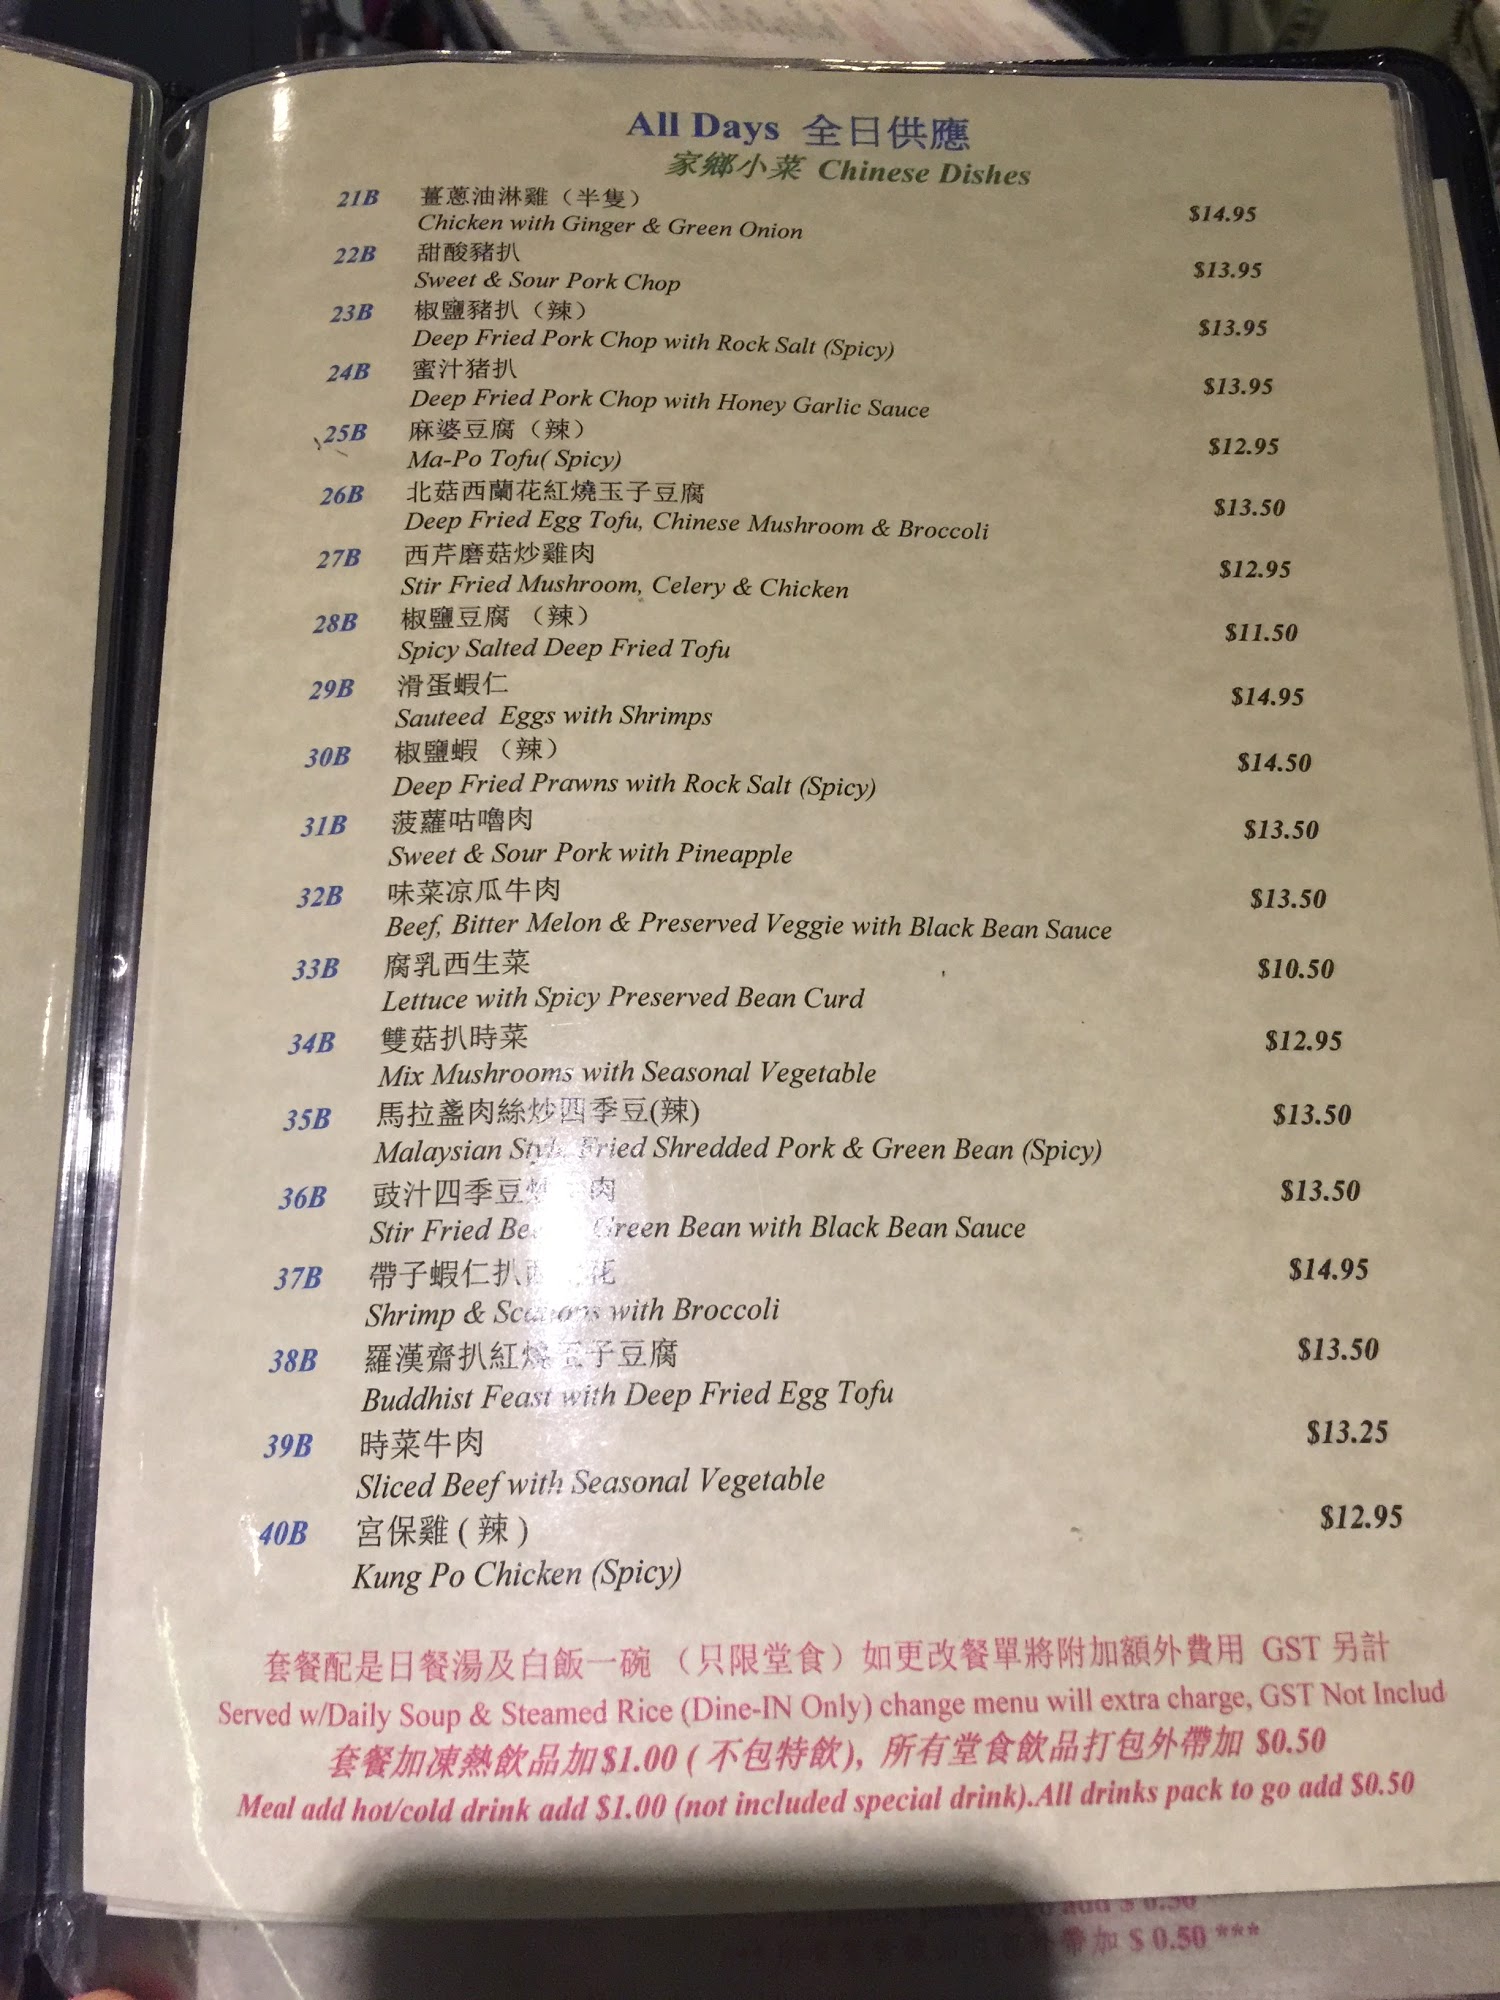 All Days 全日供應
家鄉小菜 Chinese Dishes
21B 薑蔥油淋雞（半隻）
Chicken with Ginger & Green Onion $14.95
22B 甜酸豬扒
Sweet & Sour Pork Chop $13.95
23B 椒鹽豬扒（辣）
Deep Fried Pork Chop with Rock Salt (Spicy) $13.95
24B 蜜汁猪扒
Deep Fried Pork Chop with Honey Garlic Sauce $13.95
25B 麻婆豆腐（辣）
Ma-Po Tofu( Spicy) $12.95
26B 北菇西蘭花紅燒玉子豆腐
Deep Fried Egg Tofu, Chinese Mushroom & Broccoli $13.50
27B 西芹磨菇炒雞肉
Stir Fried Mushroom, Celery & Chicken $12.95
28B 椒鹽豆腐 （辣）
Spicy Salted Deep Fried Tofu $11.50
29B 滑蛋蝦仁
Sauteed Eggs with Shrimps $14.95
30B 椒鹽蝦 （辣）
Deep Fried Prawns with Rock Salt (Spicy) $14.50
31B 菠蘿咕嚕肉
Sweet & Sour Pork with Pineapple $13.50
32B 味菜凉瓜牛肉 $13.50
Beef, Bitter Melon & Preserved Veggie with Black Bean Sauce
33B 腐乳西生菜 $10.50
Lettuce with Spicy Preserved Bean Curd
34B 雙菇扒時菜 $12.95
Mix Mushrooms with Seasonal Vegetable
35B 馬拉盞肉絲炒四季豆(辣) $13.50
Malaysian Style Fried Shredded Pork & Green Bean (Spicy)
36B 豉汁四季豆 肉 $13.50
Stir Fried Green Bean with Black Bean Sauce
37B 帶子蝦仁扒 花 $14.95
Shrimp & Scallops with Broccoli
38B 羅漢齋扒紅燒玉子豆腐 $13.50
Buddhist Feast with Deep Fried Egg Tofu
39B 時菜牛肉 $13.25
Sliced Beef with Seasonal Vegetable
40B 宮保雞 ( 辣 ) $12.95
Kung Po Chicken (Spicy)
套餐配是日餐湯及白飯一碗 （只限堂食）如更改餐單將附加額外費用 GST 另計
Served w/Daily Soup & Steamed Rice (Dine-IN Only) change menu will extra charge, GST Not Includ
套餐加凍熱飲品加$1.00 ( 不包特飲), 所有堂食飲品打包外帶加 $0.50
Meal add hot/cold drink add $1.00 (not included special drink).All drinks pack to go add $0.50
add $ 0.50
帶加 $ 0.50 ***